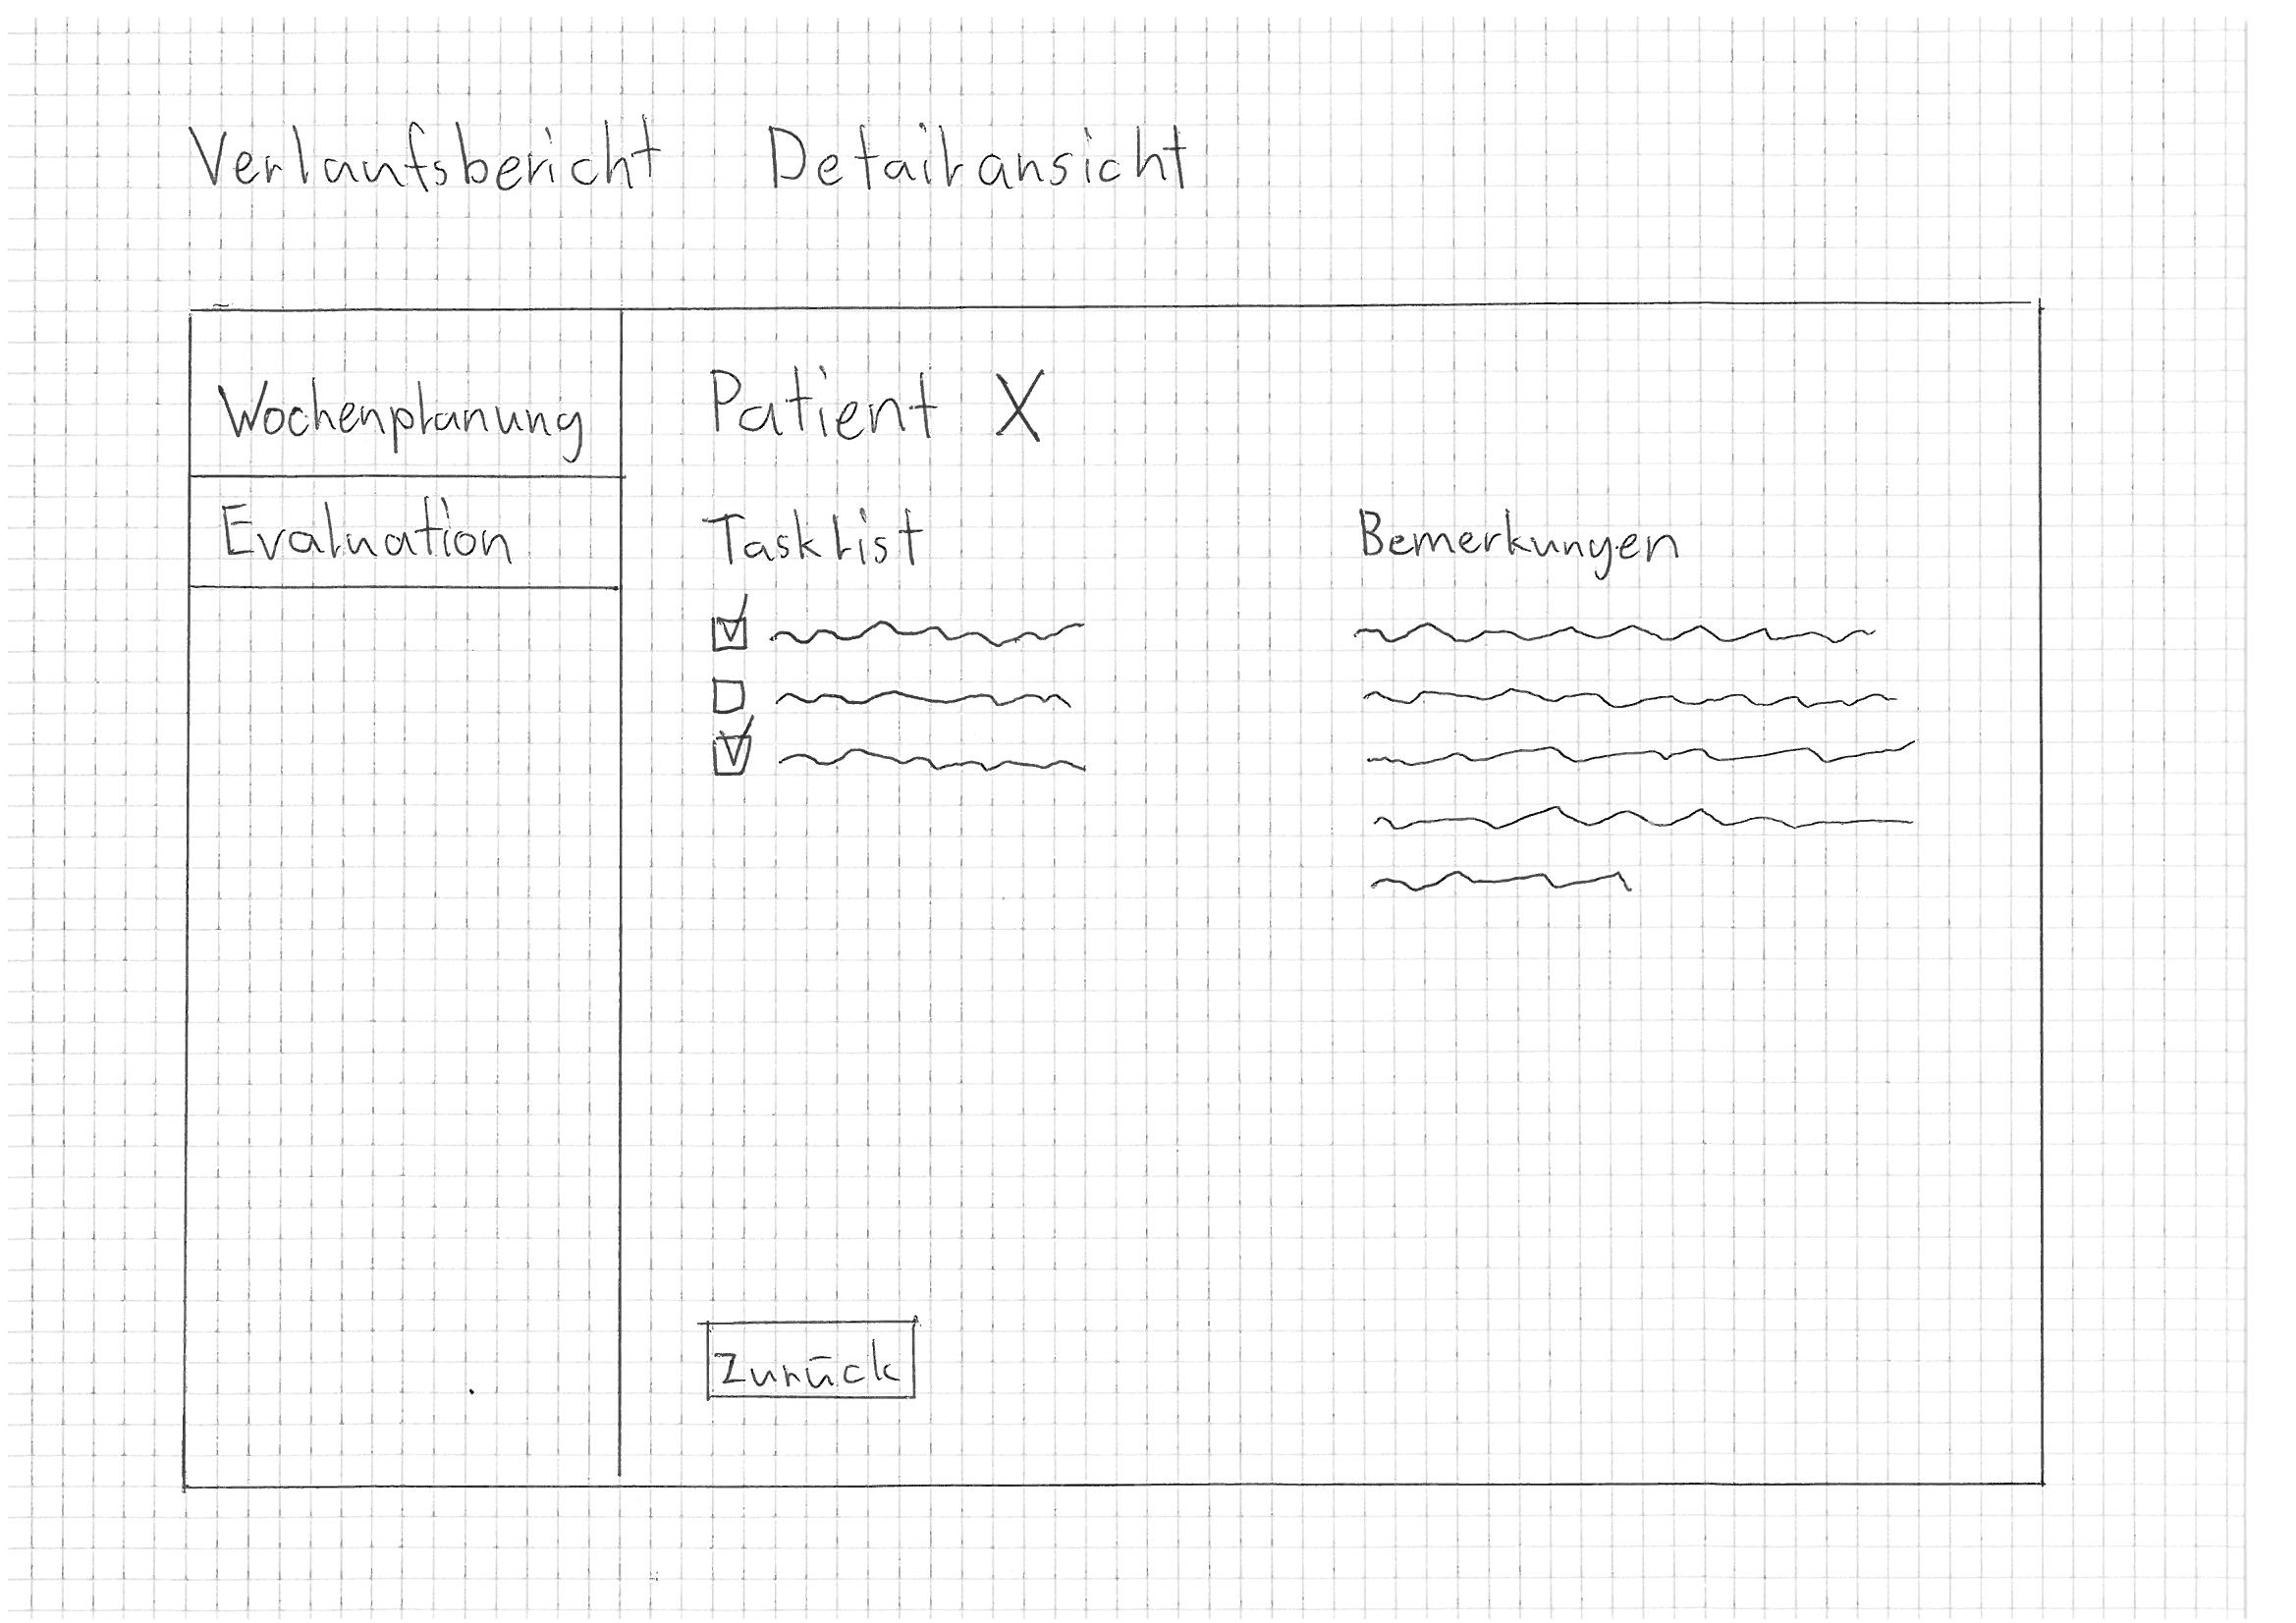 Verlaufsbericht Detailansicht
Wochenplanung
Evaluation
Patient X
Tasklist
Bemerkungen
Zurück